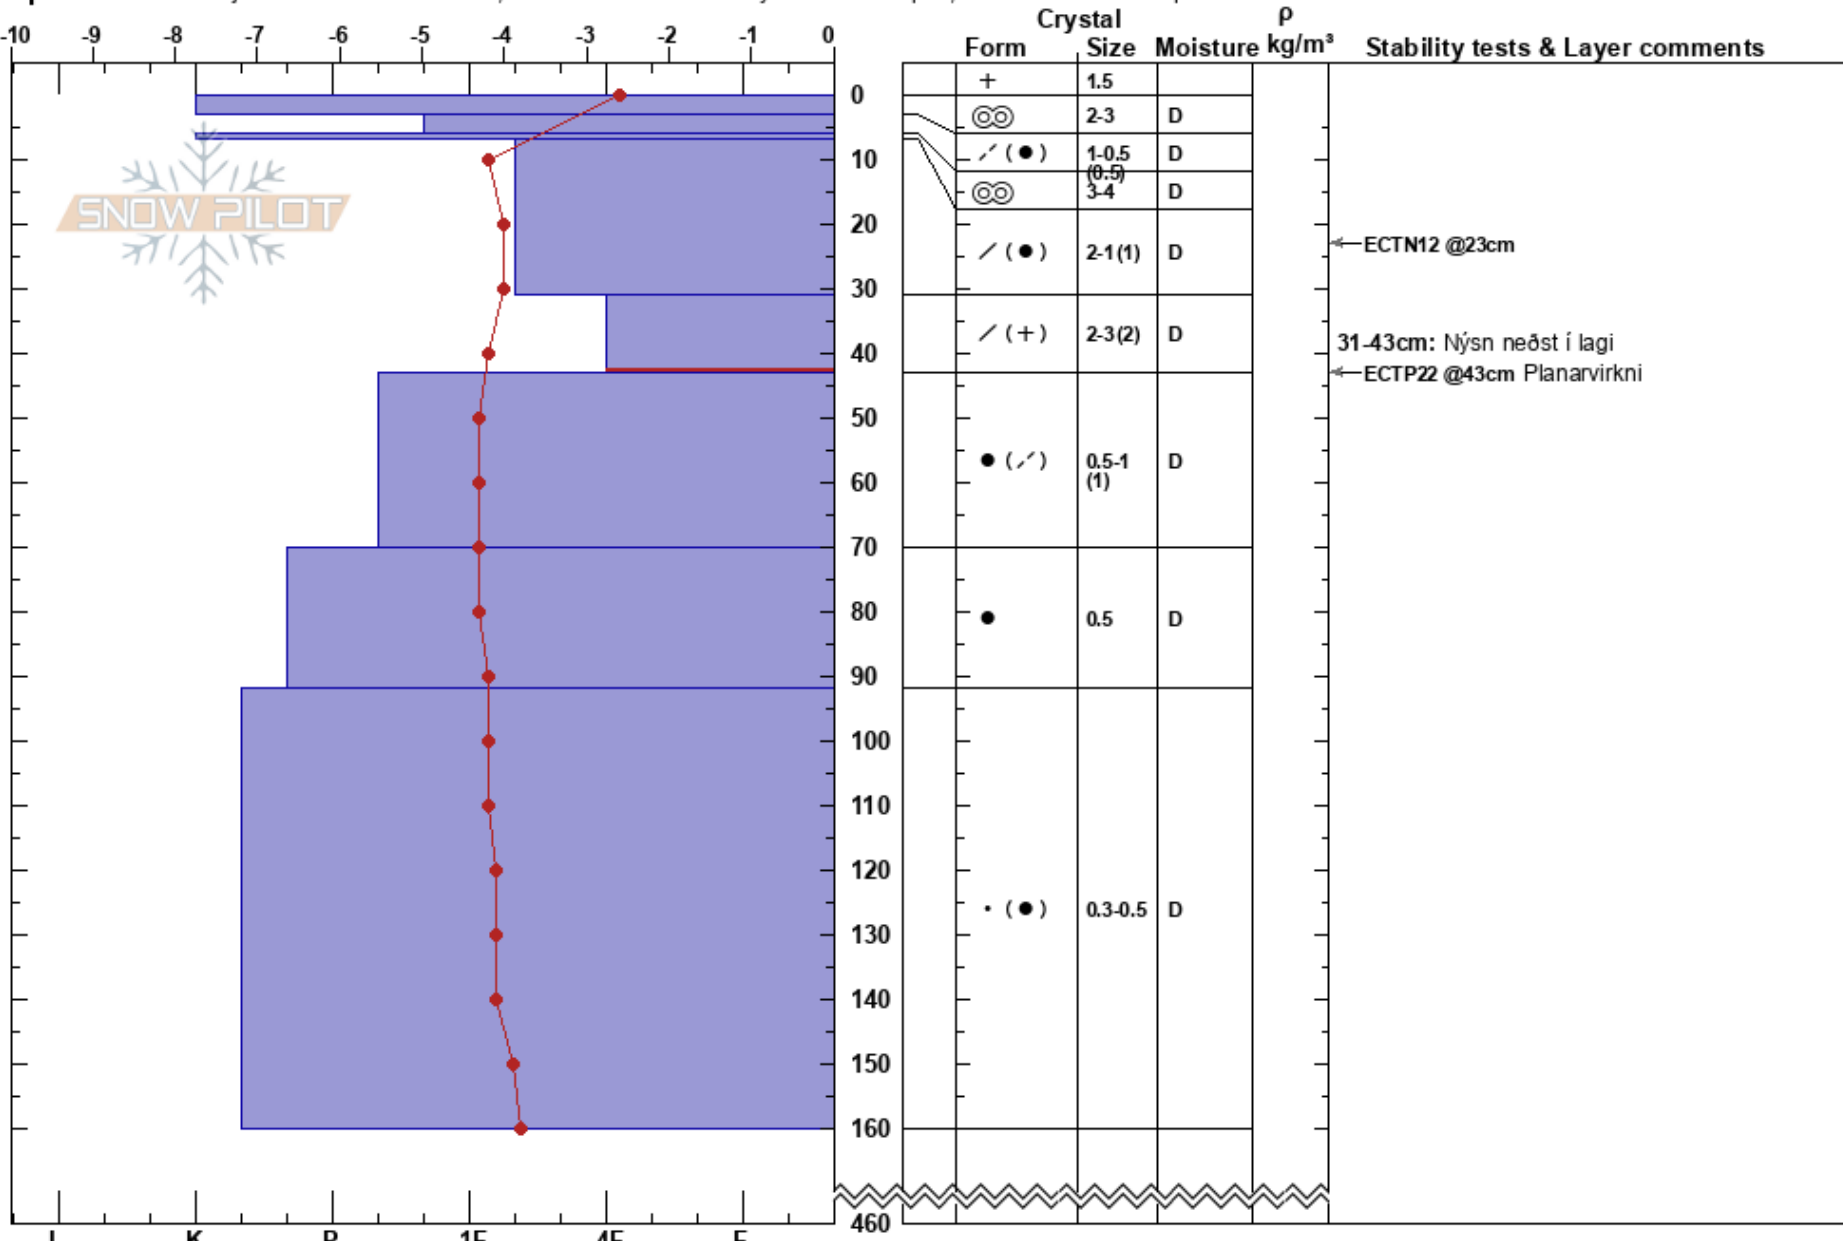 -10 -9 -8 -7 -6 -5 -4 -3 -2 -1 0
Crystal ρ
Form Size Moisture kg/m³ Stability tests & Layer comments
0 + 1.5
2-3 D
10 (●) 1-0.5 D
(0.5)
3-4 D
SNOW PILOT
20
ECTN12 @23cm
(●) 2-1(1) D
30
(+) 2-3(2) D
31-43cm: Nýsn neðst í lagi
40
ECTP22 @43cm Planarvirkni
50
● 0.5-1 D
60 (1)
70
80 ● 0.5 D
90
100
110
120
130 • (●) 0.3-0.5 D
140
150
160
460
K 1F 4F F